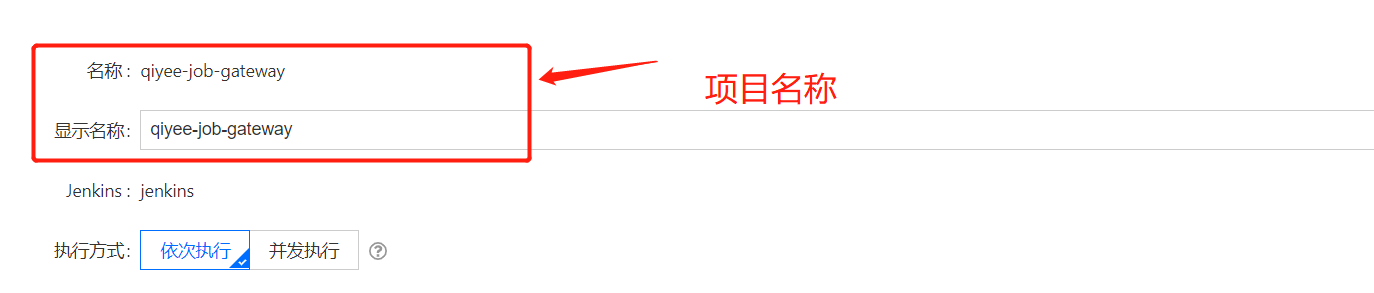 名称 : qiyee-job-gateway
项目名称
显示名称 : qiyee-job-gateway
Jenkins : jenkins
执行方式 : 依次执行 并发执行 ?